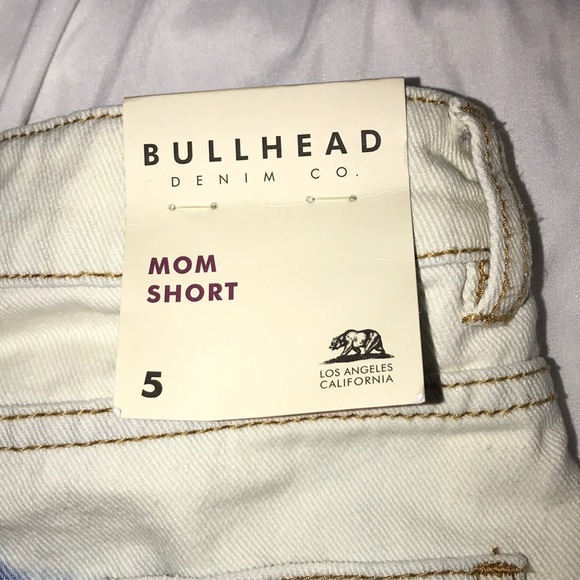 BULLHEAD
DENIM CO.
MOM
SHORT
5
LOS ANGELES
CALIFORNIA